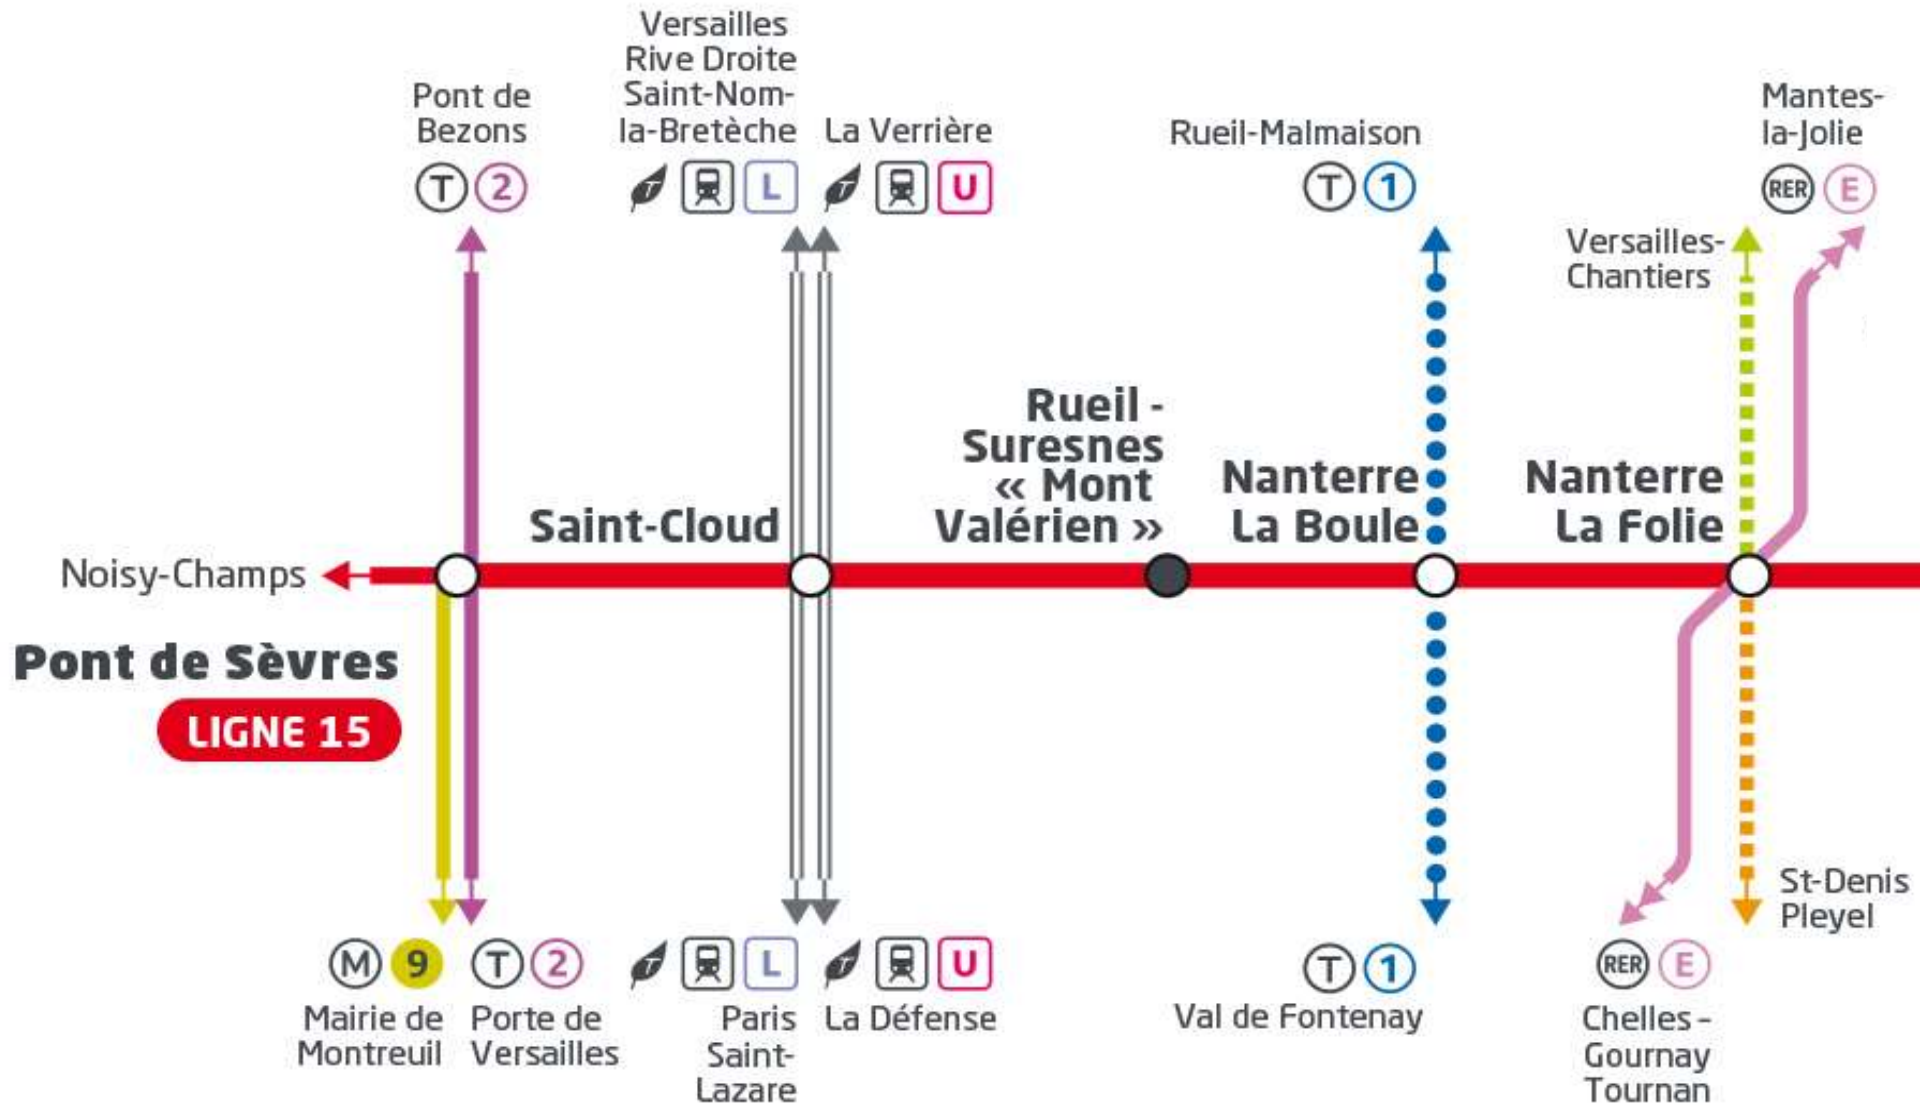 Versailles
Rive Droite
Saint-Nom-
la-Bretèche
Pont de
Bezons
La Verrière
Rueil-Malmaison
Mantes-
la-Jolie
T 2
T L
T U
T 1
RER E
Versailles-
Chantiers
Saint-Cloud
Rueil -
Suresnes
« Mont
Valérien »
Nanterre
La Boule
Nanterre
La Folie
Noisy-Champs
Pont de Sèvres
LIGNE 15
St-Denis
Pleyel
M 9
T 2
T L
T U
T 1
RER E
Mairie de
Montreuil
Porte de
Versailles
Paris
Saint-
Lazare
La Défense
Val de Fontenay
Chelles –
Gournay
Tournan